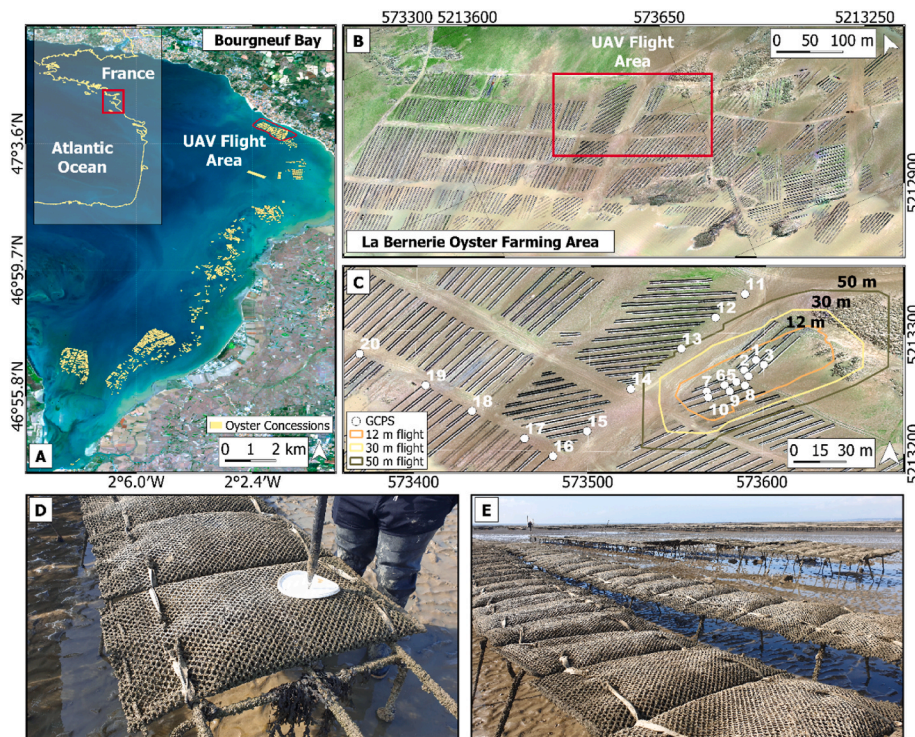 Bourgneuf Bay
France
Atlantic
Ocean
UAV Flight
Area
47°3.6'N
46°59.7'N
46°55.8'N
Oyster Concessions
A
0 1 2 km
2°6.0'W 2°2.4'W
573300 5213600 573650 5213250
B
UAV Flight
Area
0 50 100 m
5212900
La Bernerie Oyster Farming Area
C
50 m
30 m
12 m
11
12
13
14
20
19
18
17
16
15
1
2
3
6
5
7
8
9
10
5213300
5213200
GCPS
12 m flight
30 m flight
50 m flight
0 15 30 m
573400 573500 573600
D
E